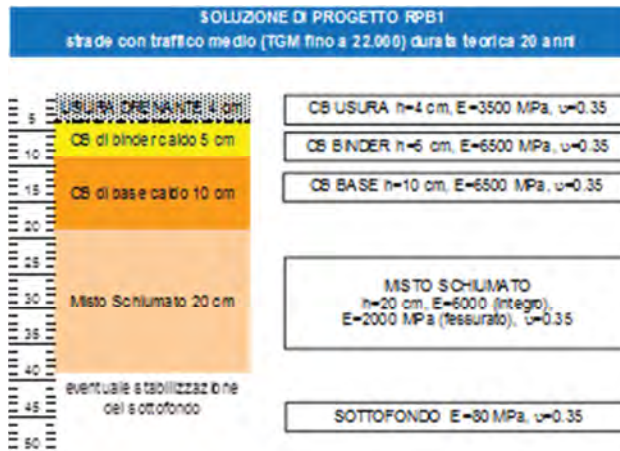 SOLUZIONE DI PROGETTO RPB1
strade con traffico medio (TGM fino a 22.000) durata teorica 20 anni
USURA DRENANTE 4 cm
CB USURA h=4 cm, E=3500 MPa, υ=0.35
5
CB di binder caldo 5 cm
CB BINDER h=5 cm, E=6500 MPa, υ=0.35
10
CB di base caldo 10 cm
CB BASE h=10 cm, E=6500 MPa, υ=0.35
15
20
25
Misto Schiumato 20 cm
MISTO SCHIUMATO
h=20 cm, E=6000 (Integro),
E=2000 MPa (fessurato), υ=0.35
30
35
40
eventuale stabilizzazione
del sottofondo
SOTTOFONDO E=80 MPa, υ=0.35
45
50